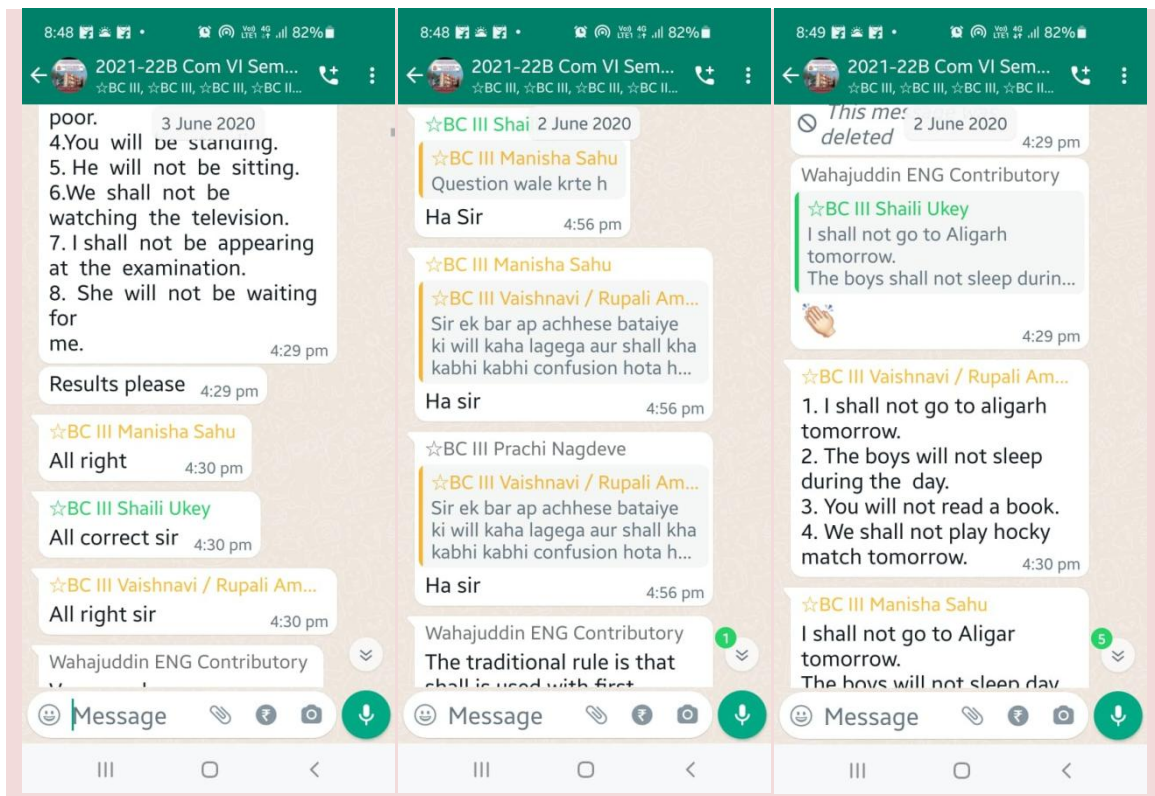 8:48
4G
82%
2021-22B Com VI Sem...
☆BC III, ☆BC III, ☆BC III, ☆BC II...
poor.
3 June 2020
4.You will be standing.
5. He will not be sitting.
6.We shall not be
watching the television.
7. I shall not be appearing
at the examination.
8. She will not be waiting
for
me.
4:29 pm
Results please
4:29 pm
☆BC III Manisha Sahu
All right
4:30 pm
☆BC III Shaili Ukey
All correct sir
4:30 pm
☆BC III Vaishnavi / Rupali Am...
All right sir
4:30 pm
Wahajuddin ENG Contributory
Message
8:48
4G
82%
2021-22B Com VI Sem...
☆BC III, ☆BC III, ☆BC III, ☆BC II...
☆BC III Shai
2 June 2020
☆BC III Manisha Sahu
Question wale krte h
Ha Sir
4:56 pm
☆BC III Manisha Sahu
☆BC III Vaishnavi / Rupali Am...
Sir ek bar ap achhese bataiye
ki will kaha lagega aur shall kha
kabhi kabhi confusion hota h...
Ha sir
4:56 pm
☆BC III Prachi Nagdeve
☆BC III Vaishnavi / Rupali Am...
Sir ek bar ap achhese bataiye
ki will kaha lagega aur shall kha
kabhi kabhi confusion hota h...
Ha sir
4:56 pm
Wahajuddin ENG Contributory
1
The traditional rule is that
shall is used with first
Message
8:49
4G
82%
2021-22B Com VI Sem...
☆BC III, ☆BC III, ☆BC III, ☆BC II...
This mes
2 June 2020
deleted
4:29 pm
Wahajuddin ENG Contributory
☆BC III Shaili Ukey
I shall not go to Aligarh
tomorrow.
The boys shall not sleep durin...
4:29 pm
☆BC III Vaishnavi / Rupali Am...
1. I shall not go to aligarh
tomorrow.
2. The boys will not sleep
during the day.
3. You will not read a book.
4. We shall not play hocky
match tomorrow.
4:30 pm
☆BC III Manisha Sahu
5
I shall not go to Aligar
tomorrow.
The boys will not sleep day
Message